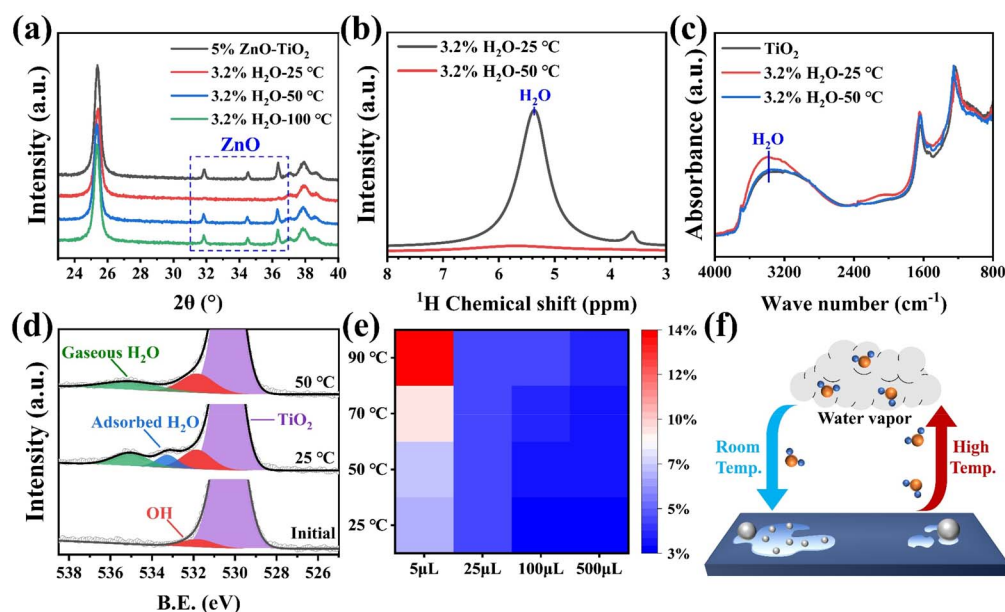 (a)
5% ZnO-TiO₂
3.2% H₂O-25 °C
3.2% H₂O-50 °C
3.2% H₂O-100 °C
ZnO
Intensity (a.u.)
24 26 28 30 32 34 36 38 40
2θ (°)
(b)
3.2% H₂O-25 °C
3.2% H₂O-50 °C
H₂O
Intensity (a.u.)
8 7 6 5 4 3
¹H Chemical shift (ppm)
(c)
TiO₂
3.2% H₂O-25 °C
3.2% H₂O-50 °C
H₂O
Absorbance (a.u.)
4000 3200 2400 1600 800
Wave number (cm⁻¹)
(d)
Gaseous H₂O
50 °C
Adsorbed H₂O
TiO₂
25 °C
OH
Initial
Intensity (a.u.)
538 536 534 532 530 528 526
B.E. (eV)
(e)
90 °C
70 °C
50 °C
25 °C
5μL 25μL 100μL 500μL
14%
13%
11%
10%
8%
7%
6%
4%
3%
(f)
Water vapor
Room
Temp.
High
Temp.